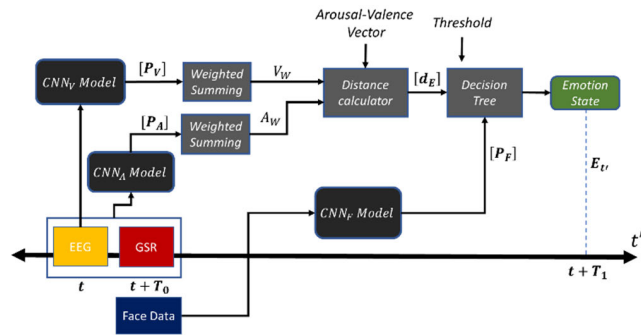 Arousal-Valence
Vector
Threshold
CNN_V Model
[P_V]
Weighted
Summing
V_W
Distance
calculator
[d_E]
Decision
Tree
Emotion
State
[P_A]
Weighted
Summing
A_W
CNN_A Model
[P_F]
E_t'
CNN_F Model
EEG
GSR
t'
t
t + T_0
t + T_1
Face Data